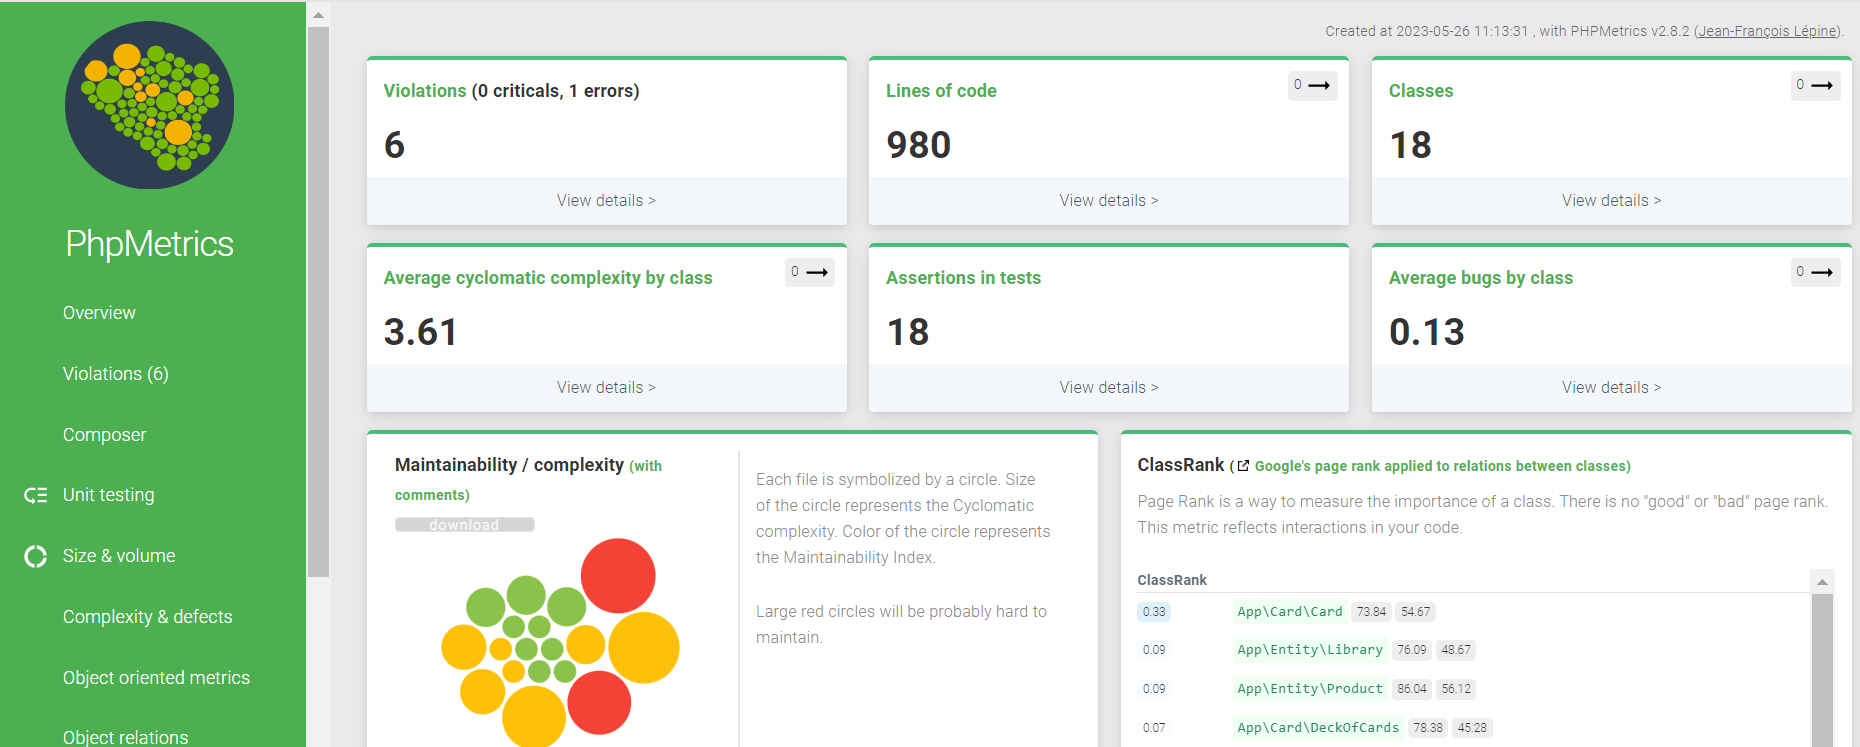 Created at 2023-05-26 11:13:31 , with PHPMetrics v2.8.2 (Jean-François Lépine).
PhpMetrics
Overview
Violations (6)
Composer
Unit testing
Size & volume
Complexity & defects
Object oriented metrics
Object relations
Violations (0 criticals, 1 errors)
6
View details >
Lines of code
0
980
View details >
Classes
0
18
View details >
Average cyclomatic complexity by class
0
3.61
View details >
Assertions in tests
18
View details >
Average bugs by class
0
0.13
View details >
Maintainability / complexity (with
comments)
download
Each file is symbolized by a circle. Size
of the circle represents the Cyclomatic
complexity. Color of the circle represents
the Maintainability Index.
Large red circles will be probably hard to
maintain.
ClassRank ( Google's page rank applied to relations between classes)
Page Rank is a way to measure the importance of a class. There is no "good" or "bad" page rank.
This metric reflects interactions in your code.
ClassRank
0.33 App\Card\Card 73.84 54.67
0.09 App\Entity\Library 76.09 48.67
0.09 App\Entity\Product 86.04 56.12
0.07 App\Card\DeckOfCards 78.38 45.28